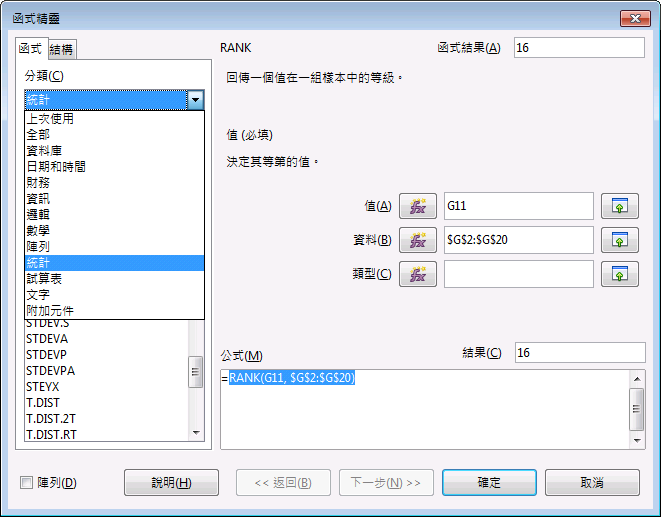 函式精靈
函式 結構
RANK
函式結果(A) 16
分類(C)
統計
回傳一個值在一組樣本中的等級。
上次使用
全部
資料庫
日期和時間
財務
資訊
邏輯
數學
陣列
統計
試算表
文字
附加元件
STDEV.S
STDEVA
STDEVP
STDEVPA
STEYX
T.DIST
T.DIST.2T
T.DIST.RT
值 (必填)
決定其等第的值。
值(A) fx G11
資料(B) fx $G$2:$G$20
類型(C) fx
公式(M)
結果(C) 16
=RANK(G11, $G$2:$G$20)
陣列(D)
說明(H)
<< 返回(B)
下一步(N) >>
確定
取消